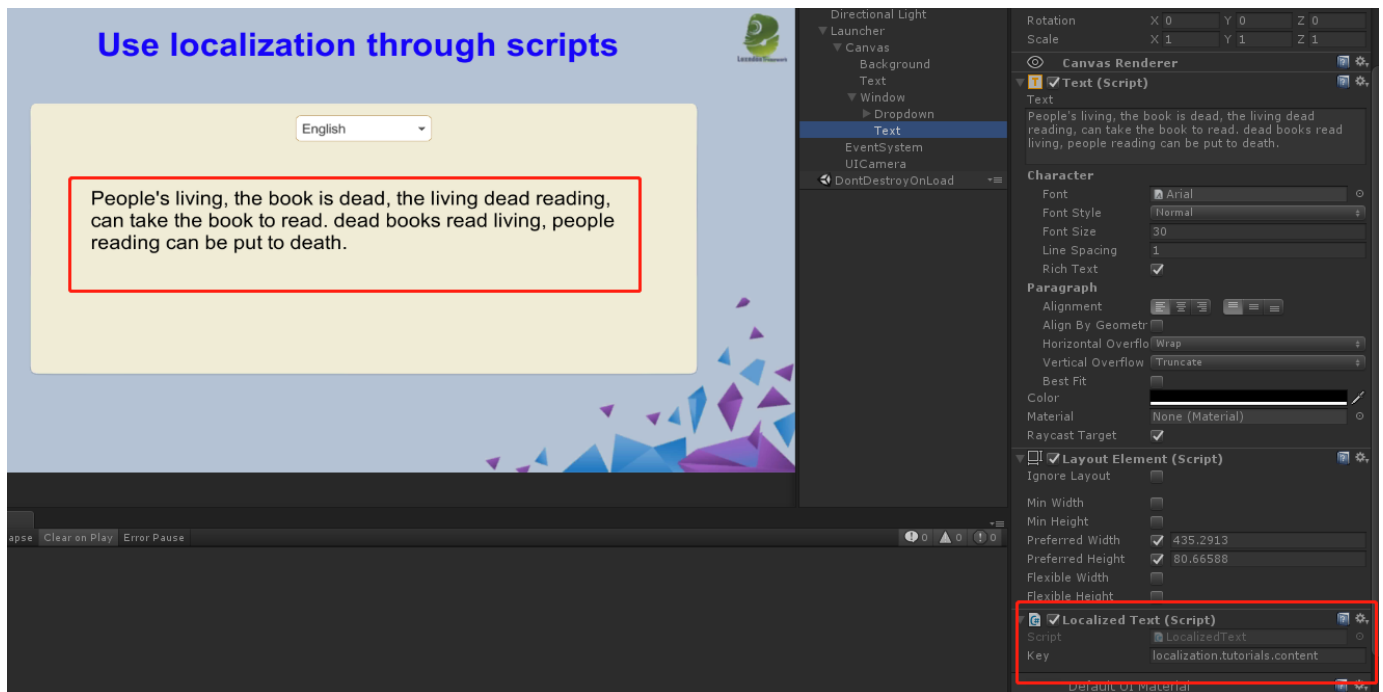 Use localization through scripts
Loxodon Framework
English
People's living, the book is dead, the living dead reading,
can take the book to read. dead books read living, people
reading can be put to death.
apse Clear on Play Error Pause
0 0 0
Directional Light
Launcher
Canvas
Background
Text
Window
Dropdown
Text
EventSystem
UICamera
DontDestroyOnLoad
Rotation X 0 Y 0 Z 0
Scale X 1 Y 1 Z 1
Canvas Renderer
Text (Script)
Text
People's living, the book is dead, the living dead
reading, can take the book to read. dead books read
living, people reading can be put to death.
Character
Font Arial
Font Style Normal
Font Size 30
Line Spacing 1
Rich Text
Paragraph
Alignment
Align By Geometr
Horizontal Overflo Wrap
Vertical Overflow Truncate
Best Fit
Color
Material None (Material)
Raycast Target
Layout Element (Script)
Ignore Layout
Min Width
Min Height
Preferred Width 435.2913
Preferred Height 80.66588
Flexible Width
Flexible Height
Localized Text (Script)
Script LocalizedText
Key localization.tutorials.content
Default UI Material